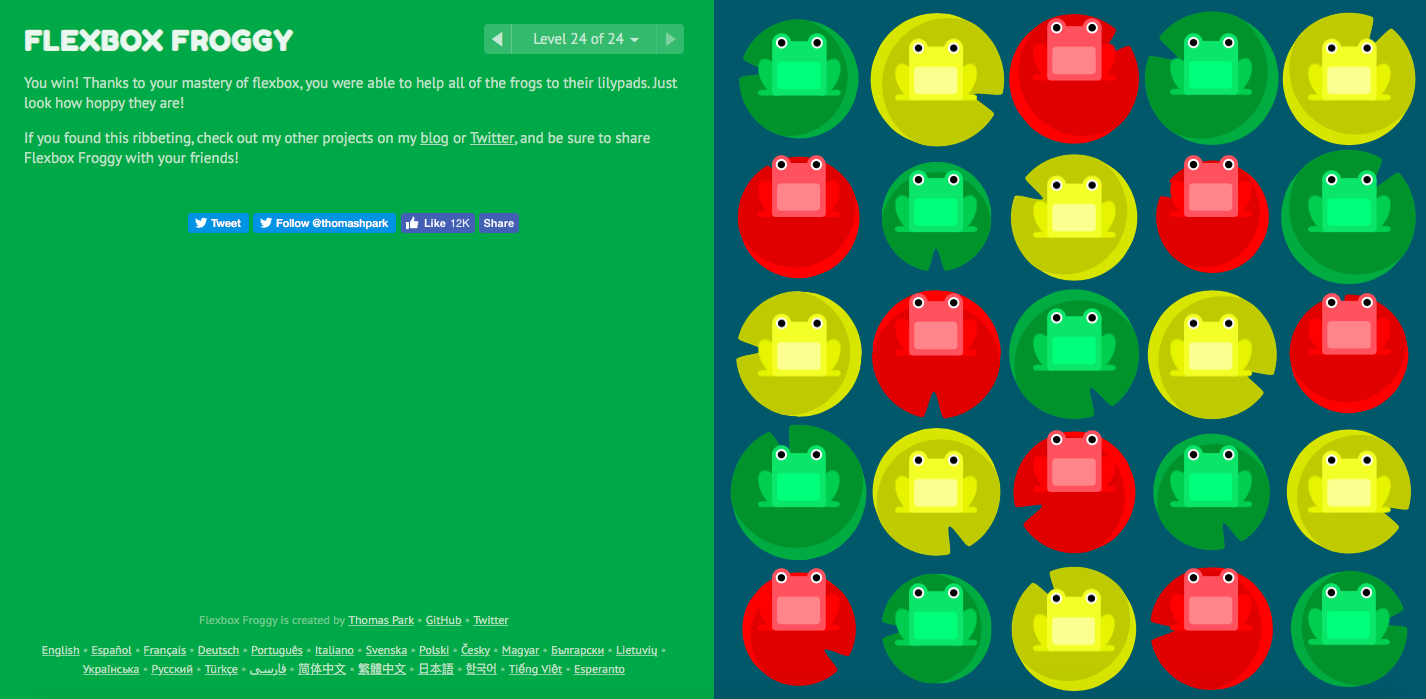 FLEXBOX FROGGY
Level 24 of 24
You win! Thanks to your mastery of flexbox, you were able to help all of the frogs to their lilypads. Just
look how hoppy they are!
If you found this ribbeting, check out my other projects on my blog or Twitter, and be sure to share
Flexbox Froggy with your friends!
Tweet Follow @thomashpark Like 12K Share
Flexbox Froggy is created by Thomas Park • GitHub • Twitter
English • Español • Français • Deutsch • Português • Italiano • Svenska • Polski • Česky • Magyar • Български • Lietuvių •
Українська • Русский • Türkçe • فارسی • 简体中文 • 繁體中文 • 日本語 • 한국어 • Tiếng Việt • Esperanto